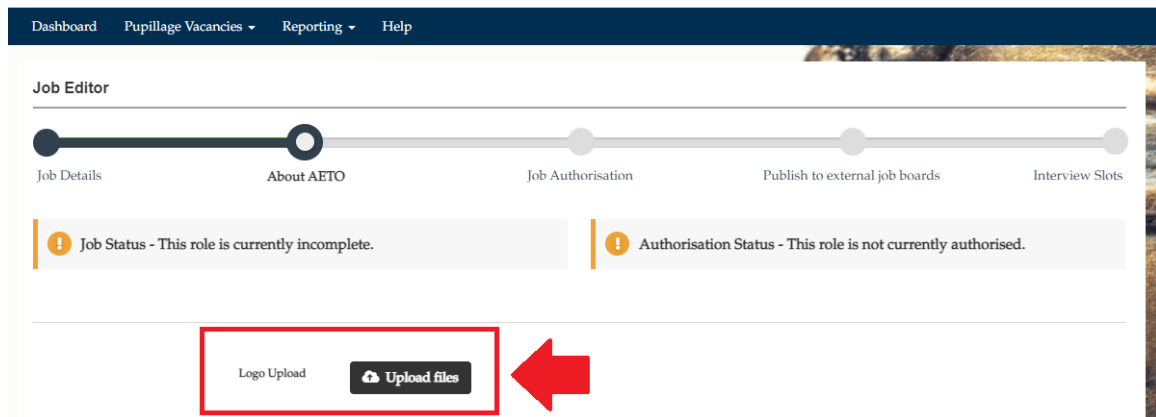 Dashboard Pupillage Vacancies Reporting Help
Job Editor
Job Details About AETO Job Authorisation Publish to external job boards Interview Slots
Job Status - This role is currently incomplete. Authorisation Status - This role is not currently authorised.
Logo Upload Upload files